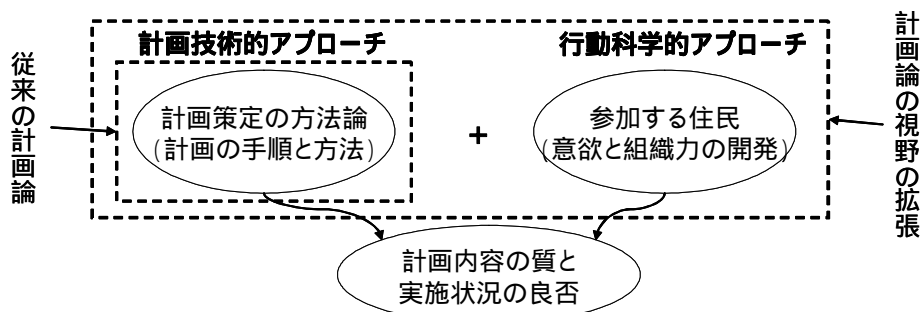 従来の計画論
計画技術的アプローチ
計画策定の方法論
(計画の手順と方法)
+
行動科学的アプローチ
参加する住民
(意欲と組織力の開発)
計画論の視野の拡張
計画内容の質と
実施状況の良否